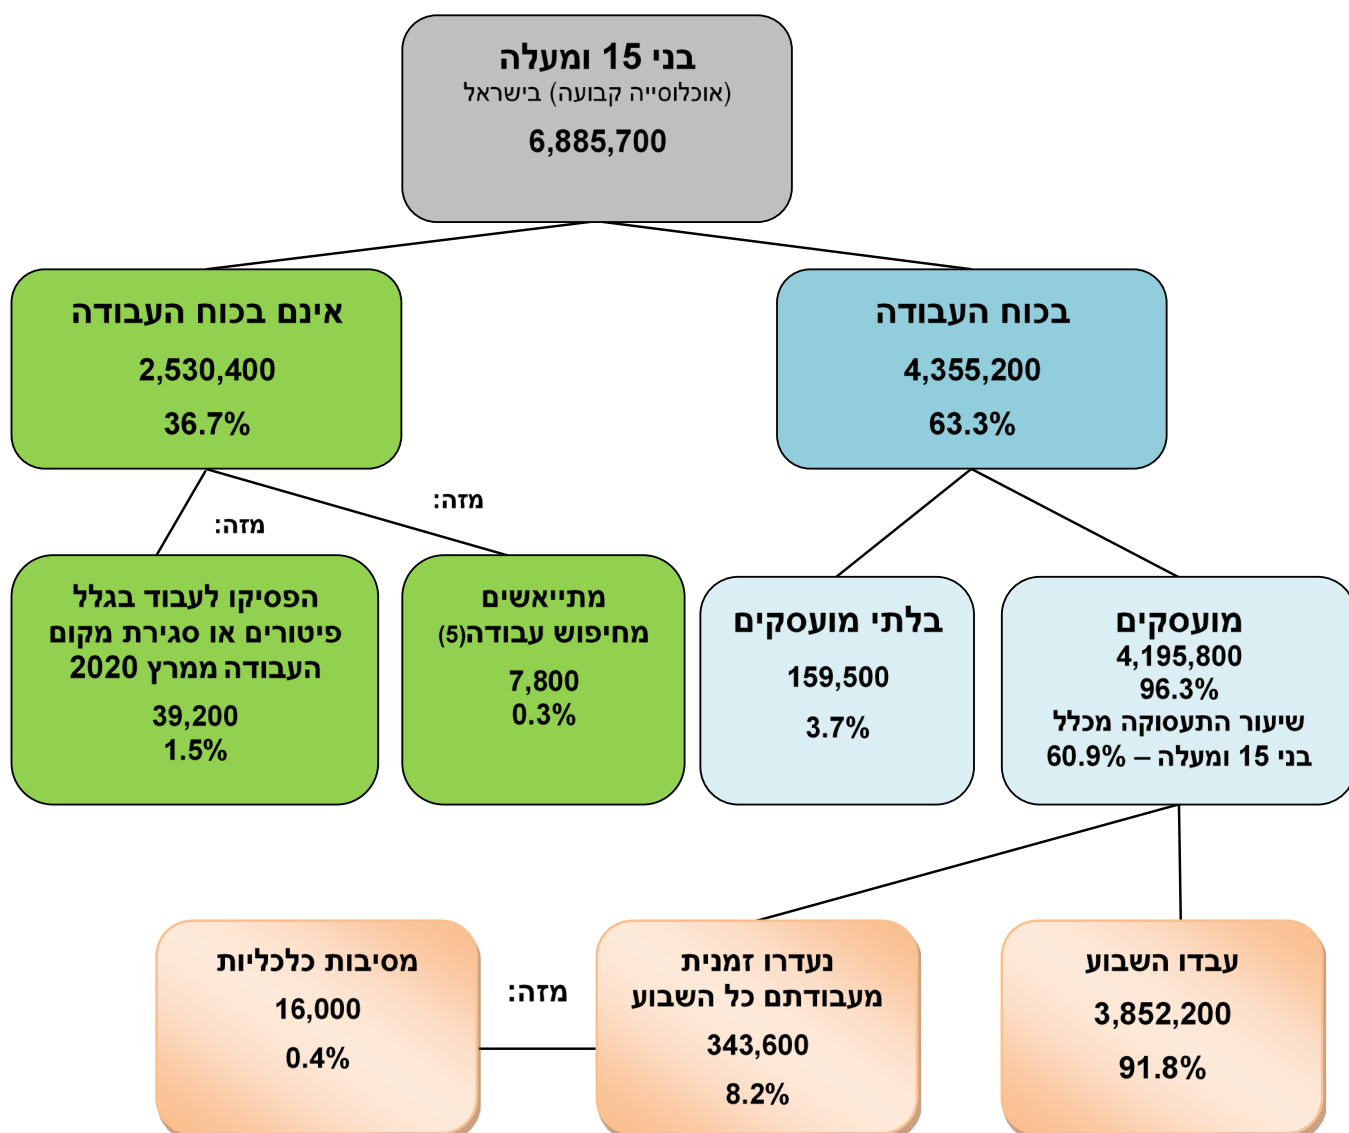 בני 15 ומעלה
(אוכלוסייה קבועה) בישראל
6,885,700
בכוח העבודה
4,355,200
63.3%
אינם בכוח העבודה
2,530,400
36.7%
מזה:
מזה:
מועסקים
4,195,800
96.3%
שיעור התעסוקה מכלל
בני 15 ומעלה – 60.9%
בלתי מועסקים
159,500
3.7%
מתייאשים
מחיפוש עבודה(5)
7,800
0.3%
הפסיקו לעבוד בגלל
פיטורים או סגירת מקום
העבודה ממרץ 2020
39,200
1.5%
עבדו השבוע
3,852,200
91.8%
נעדרו זמנית
מעבודתם כל השבוע
343,600
8.2%
מזה:
מסיבות כלכליות
16,000
0.4%